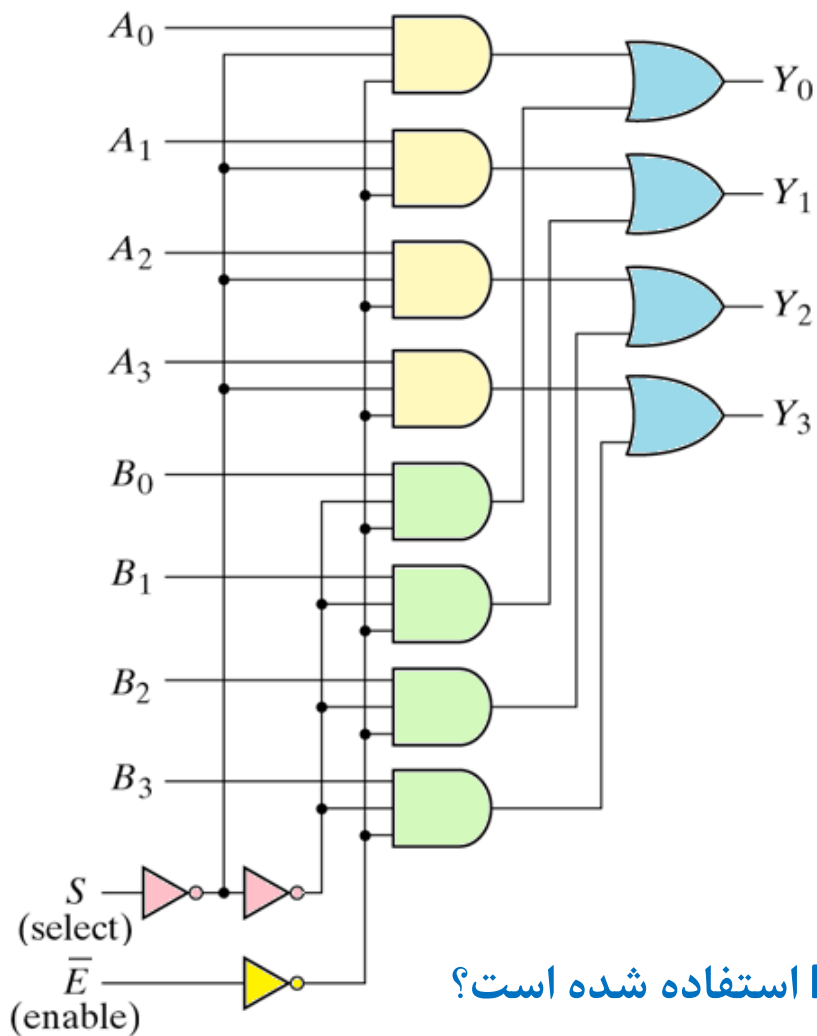 A₀
Y₀
A₁
Y₁
A₂
Y₂
A₃
Y₃
B₀
B₁
B₂
B₃
S
(select)
E̅
(enable)
استفاده شده است؟